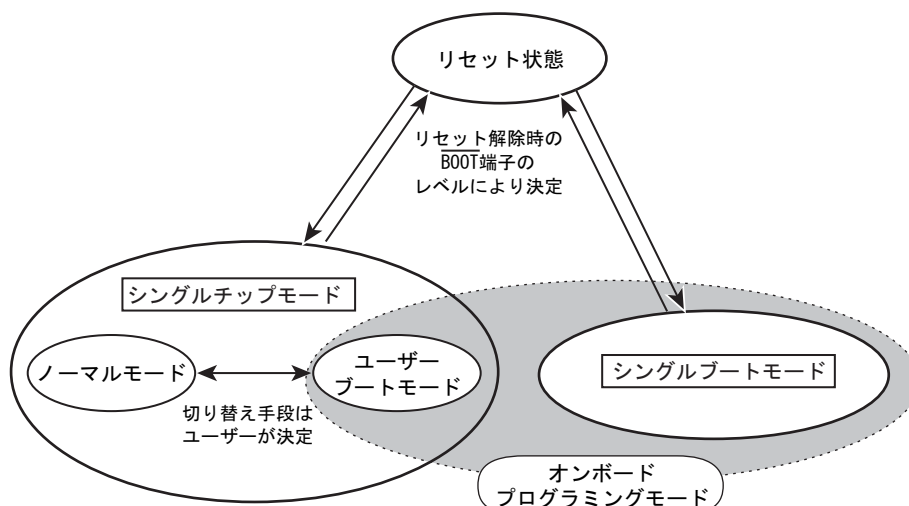 リセット状態
リセット解除時の
BOOT端子の
レベルにより決定
シングルチップモード
ノーマルモード
ユーザー
ブートモード
シングルブートモード
切り替え手段は
ユーザーが決定
オンボード
プログラミングモード